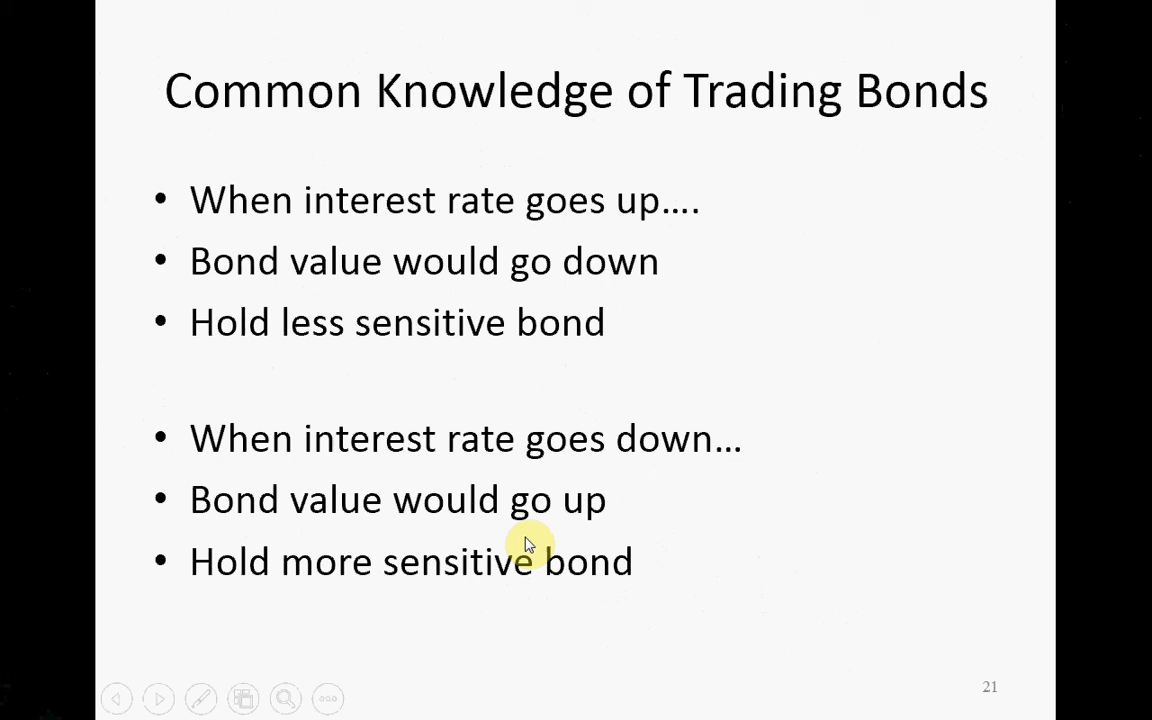 Common Knowledge of Trading Bonds
• When interest rate goes up....
• Bond value would go down
• Hold less sensitive bond
• When interest rate goes down...
• Bond value would go up
• Hold more sensitive bond
21